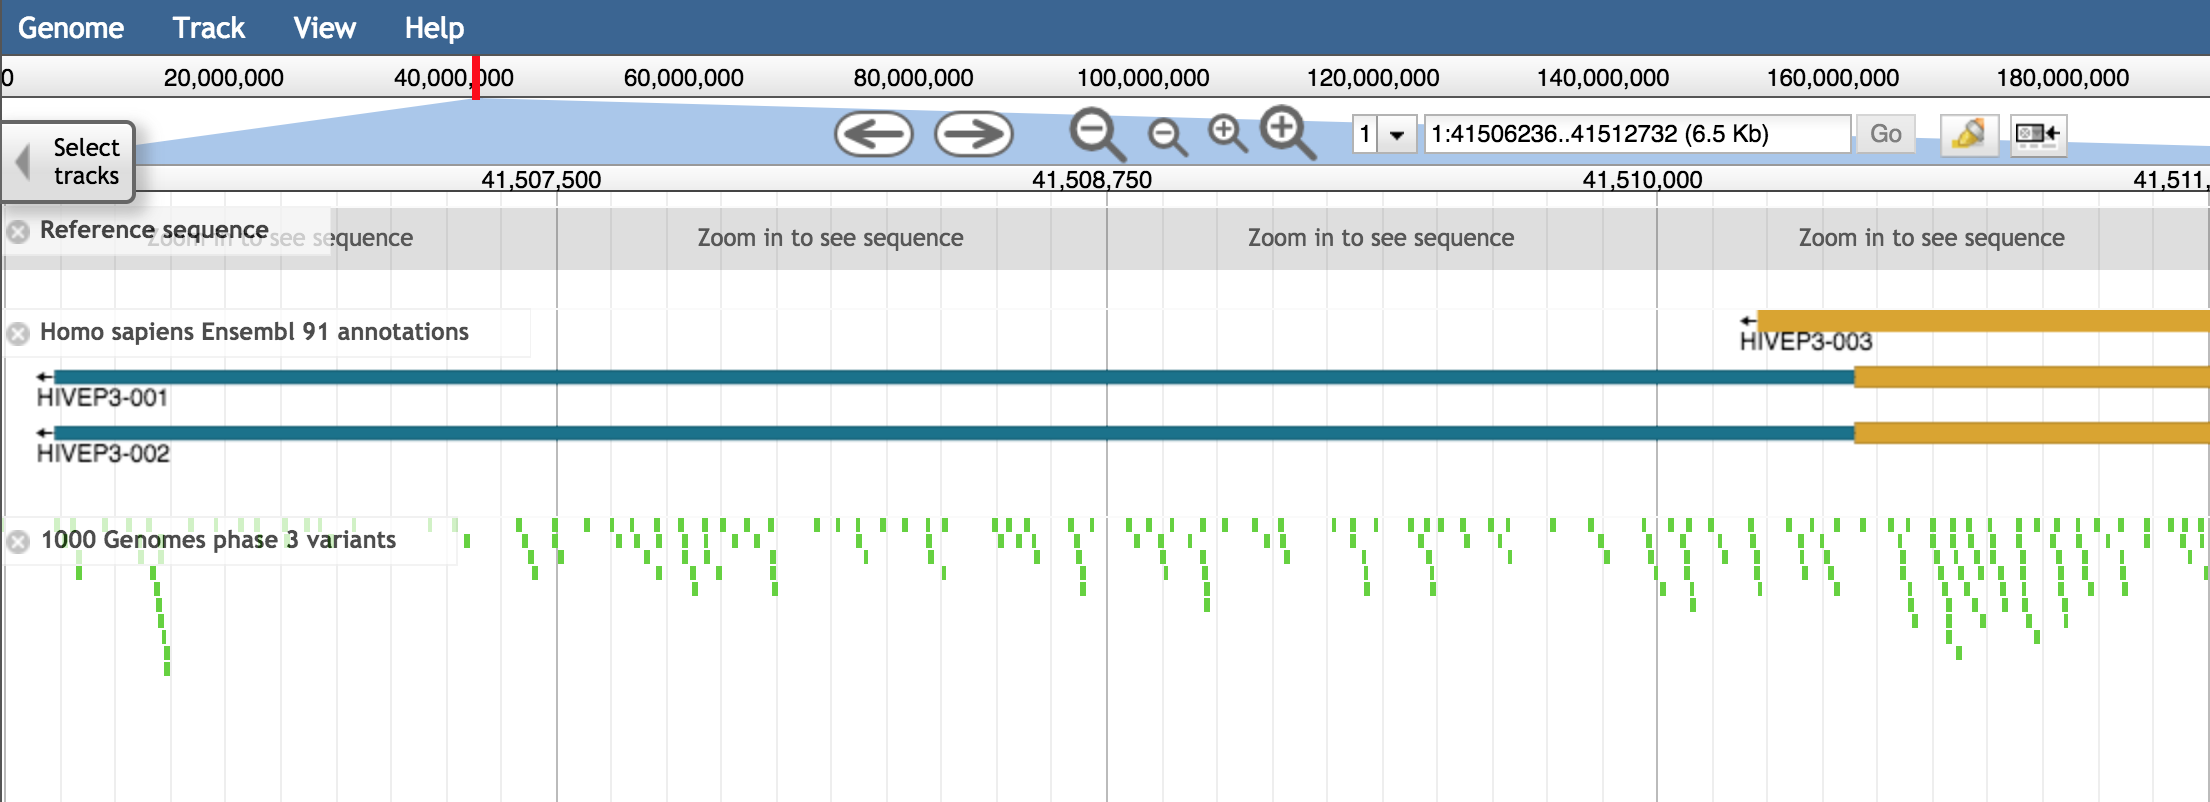 Genome Track View Help
0 20,000,000 40,000,000 60,000,000 80,000,000 100,000,000 120,000,000 140,000,000 160,000,000 180,000,000
1 1:41506236..41512732 (6.5 Kb) Go
Select
tracks
41,507,500 41,508,750 41,510,000 41,511,
Reference sequence
Zoom in to see sequence Zoom in to see sequence Zoom in to see sequence Zoom in to see sequence
Homo sapiens Ensembl 91 annotations
HIVEP3-003
HIVEP3-001
HIVEP3-002
1000 Genomes phase 3 variants